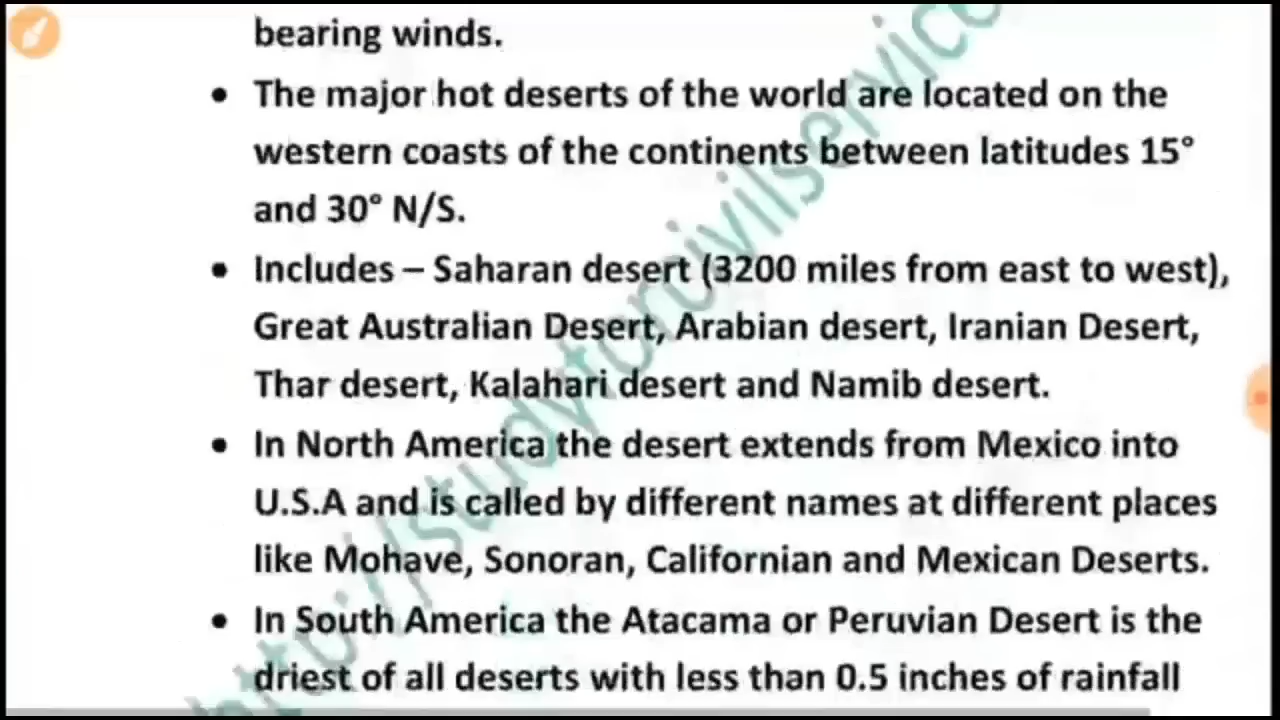 bearing winds.
• The major hot deserts of the world are located on the
western coasts of the continents between latitudes 15°
and 30° N/S.
• Includes – Saharan desert (3200 miles from east to west),
Great Australian Desert, Arabian desert, Iranian Desert,
Thar desert, Kalahari desert and Namib desert.
• In North America the desert extends from Mexico into
U.S.A and is called by different names at different places
like Mohave, Sonoran, Californian and Mexican Deserts.
• In South America the Atacama or Peruvian Desert is the
driest of all deserts with less than 0.5 inches of rainfall
http://studyforcivilservice